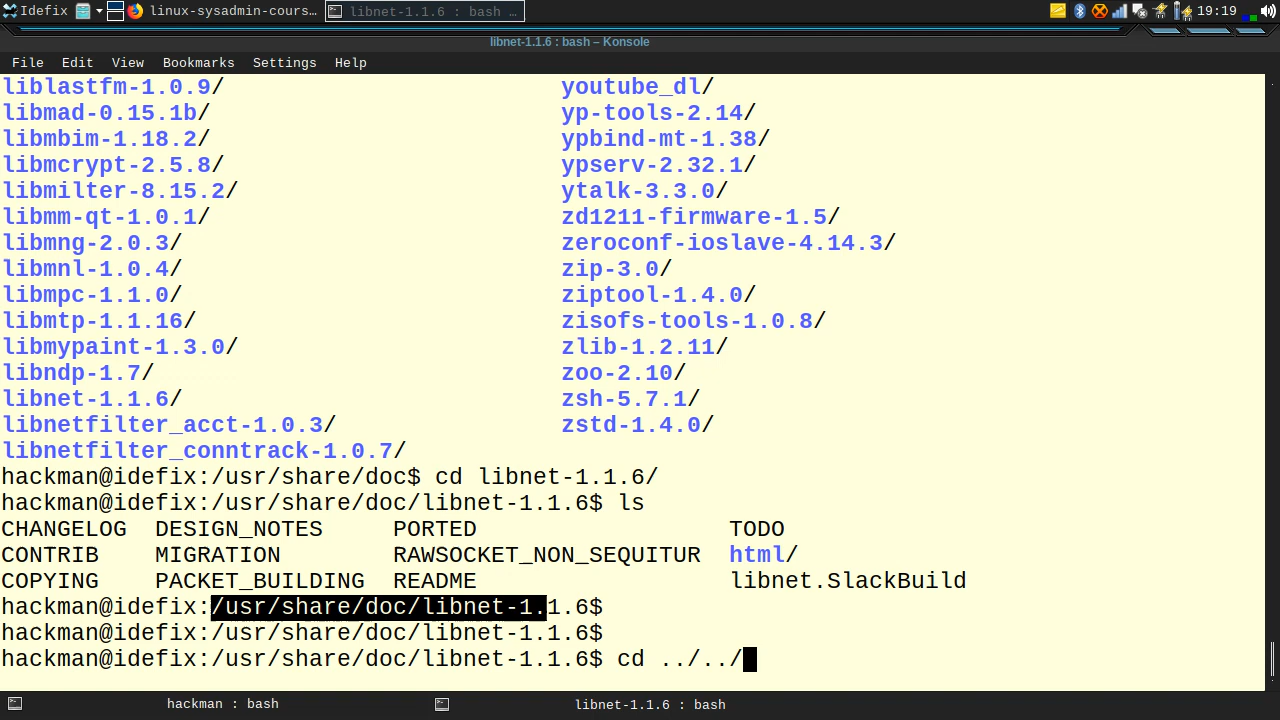 Idefix linux-sysadmin-cours... libnet-1.1.6 : bash ... 19:19
libnet-1.1.6 : bash – Konsole
File Edit View Bookmarks Settings Help
liblastfm-1.0.9/ youtube_dl/
libmad-0.15.1b/ yp-tools-2.14/
libmbim-1.18.2/ ypbind-mt-1.38/
libmcrypt-2.5.8/ ypserv-2.32.1/
libmilter-8.15.2/ ytalk-3.3.0/
libmm-qt-1.0.1/ zd1211-firmware-1.5/
libmng-2.0.3/ zeroconf-ioslave-4.14.3/
libmnl-1.0.4/ zip-3.0/
libmpc-1.1.0/ ziptool-1.4.0/
libmtp-1.1.16/ zisofs-tools-1.0.8/
libmypaint-1.3.0/ zlib-1.2.11/
libndp-1.7/ zoo-2.10/
libnet-1.1.6/ zsh-5.7.1/
libnetfilter_acct-1.0.3/ zstd-1.4.0/
libnetfilter_conntrack-1.0.7/
hackman@idefix:/usr/share/doc$ cd libnet-1.1.6/
hackman@idefix:/usr/share/doc/libnet-1.1.6$ ls
CHANGELOG DESIGN_NOTES PORTED TODO
CONTRIB MIGRATION RAWSOCKET_NON_SEQUITUR html/
COPYING PACKET_BUILDING README libnet.SlackBuild
hackman@idefix:/usr/share/doc/libnet-1.1.6$
hackman@idefix:/usr/share/doc/libnet-1.1.6$
hackman@idefix:/usr/share/doc/libnet-1.1.6$ cd ../../
hackman : bash libnet-1.1.6 : bash